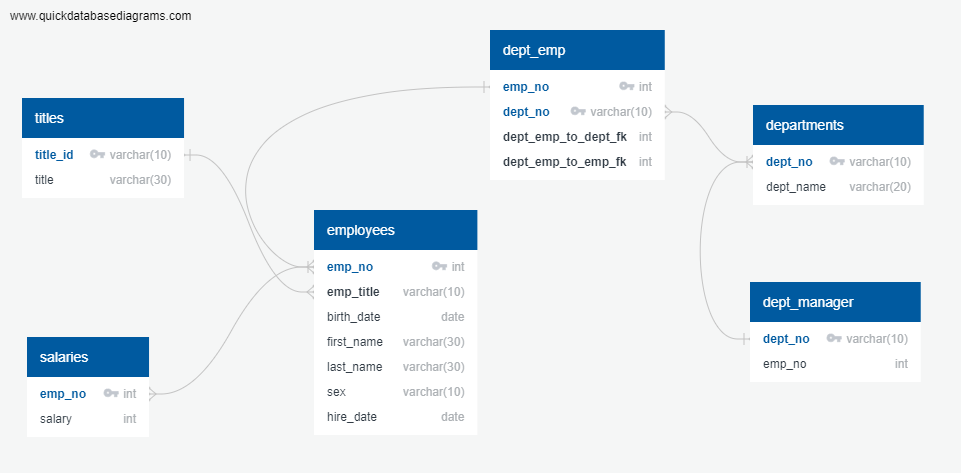 www.quickdatabasediagrams.com
titles
title_id varchar(10)
title varchar(30)
salaries
emp_no int
salary int
employees
emp_no int
emp_title varchar(10)
birth_date date
first_name varchar(30)
last_name varchar(30)
sex varchar(10)
hire_date date
dept_emp
emp_no int
dept_no varchar(10)
dept_emp_to_dept_fk int
dept_emp_to_emp_fk int
departments
dept_no varchar(10)
dept_name varchar(20)
dept_manager
dept_no varchar(10)
emp_no int